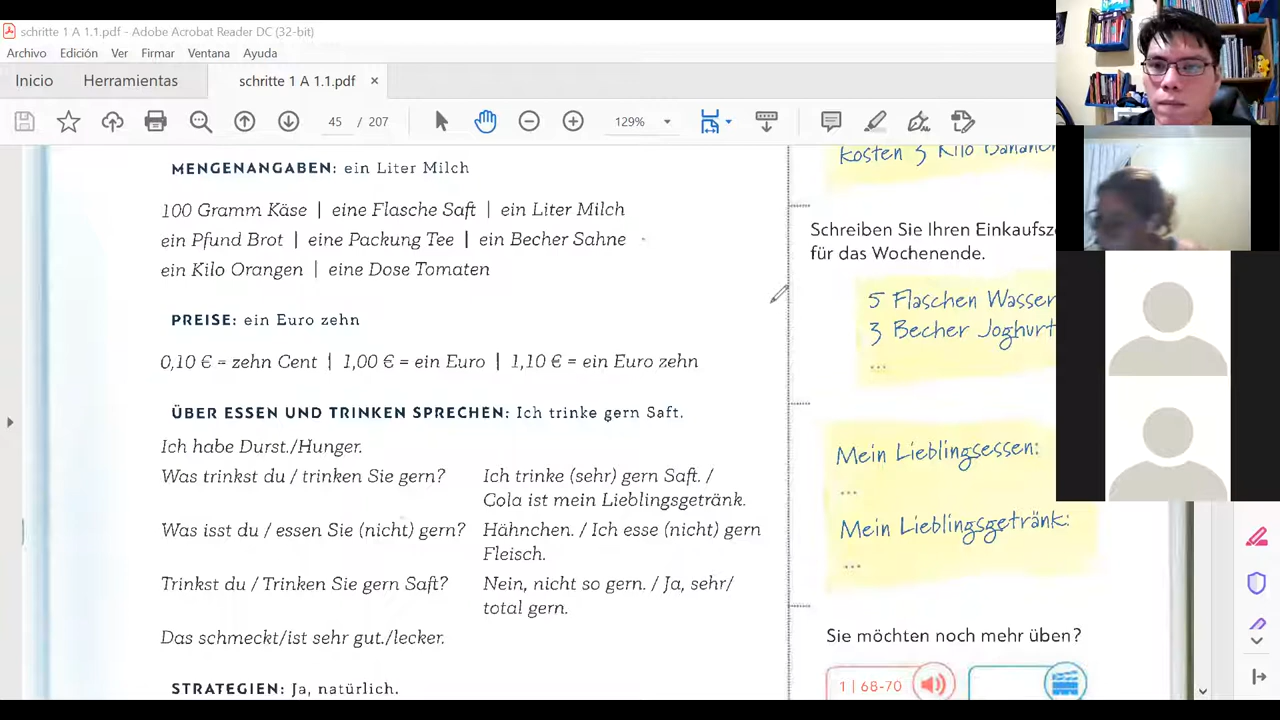 schritte 1 A 1.1.pdf - Adobe Acrobat Reader DC (32-bit)
Archivo Edición Ver Firmar Ventana Ayuda
Inicio Herramientas schritte 1 A 1.1.pdf ×
45 / 207 129%
MENGENANGABEN: ein Liter Milch
100 Gramm Käse | eine Flasche Saft | ein Liter Milch
ein Pfund Brot | eine Packung Tee | ein Becher Sahne
ein Kilo Orangen | eine Dose Tomaten
PREISE: ein Euro zehn
0,10 € = zehn Cent | 1,00 € = ein Euro | 1,10 € = ein Euro zehn
ÜBER ESSEN UND TRINKEN SPRECHEN: Ich trinke gern Saft.
Ich habe Durst./Hunger.
Was trinkst du / trinken Sie gern? Ich trinke (sehr) gern Saft. /
Cola ist mein Lieblingsgetränk.
Was isst du / essen Sie (nicht) gern? Hähnchen. / Ich esse (nicht) gern
Fleisch.
Trinkst du / Trinken Sie gern Saft? Nein, nicht so gern. / Ja, sehr/
total gern.
Das schmeckt/ist sehr gut./lecker.
STRATEGIEN: Ja, natürlich.
kosten 3 Kilo Bananen
Schreiben Sie Ihren Einkaufsze
für das Wochenende.
5 Flaschen Wasser
3 Becher Joghurt
...
Mein Lieblingsessen:
...
Mein Lieblingsgetränk:
...
Sie möchten noch mehr üben?
1 | 68-70